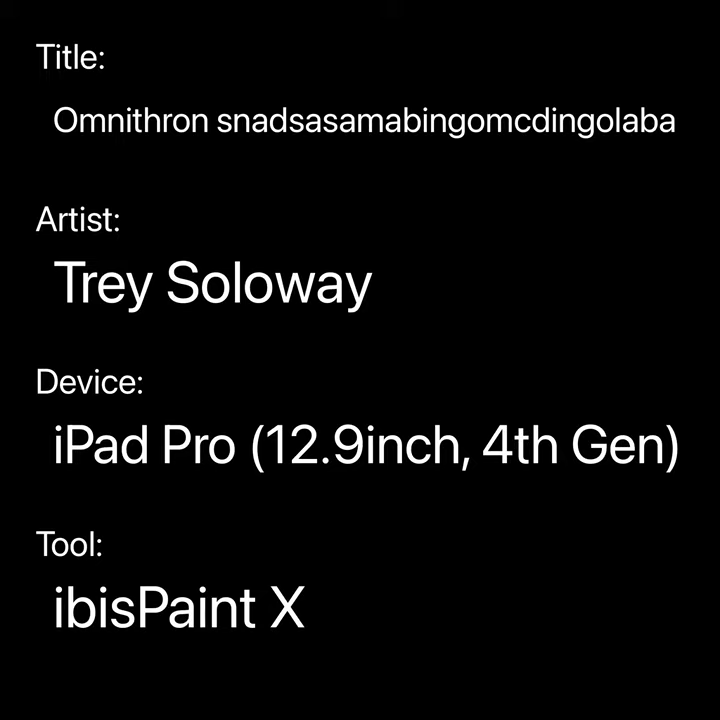 Title:
Omnithron snadsasamabingomcdingolaba
Artist:
Trey Soloway
Device:
iPad Pro (12.9inch, 4th Gen)
Tool:
ibisPaint X